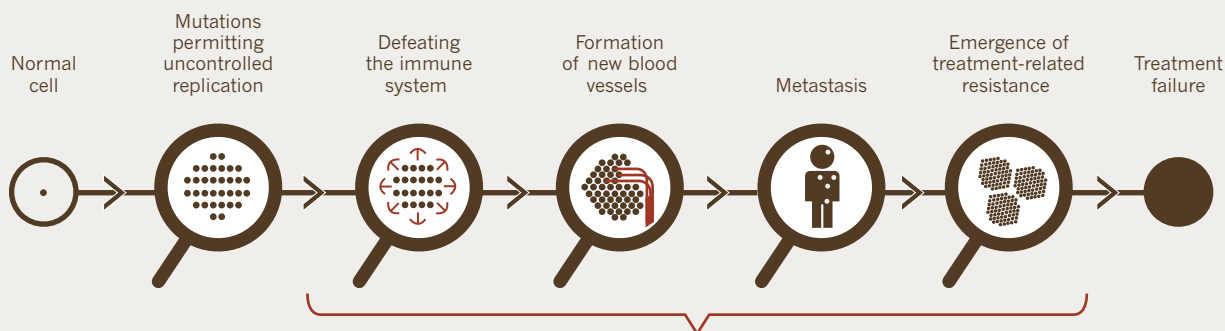 Normal
cell
Mutations
permitting
uncontrolled
replication
Defeating
the immune
system
Formation
of new blood
vessels
Metastasis
Emergence of
treatment-related
resistance
Treatment
failure